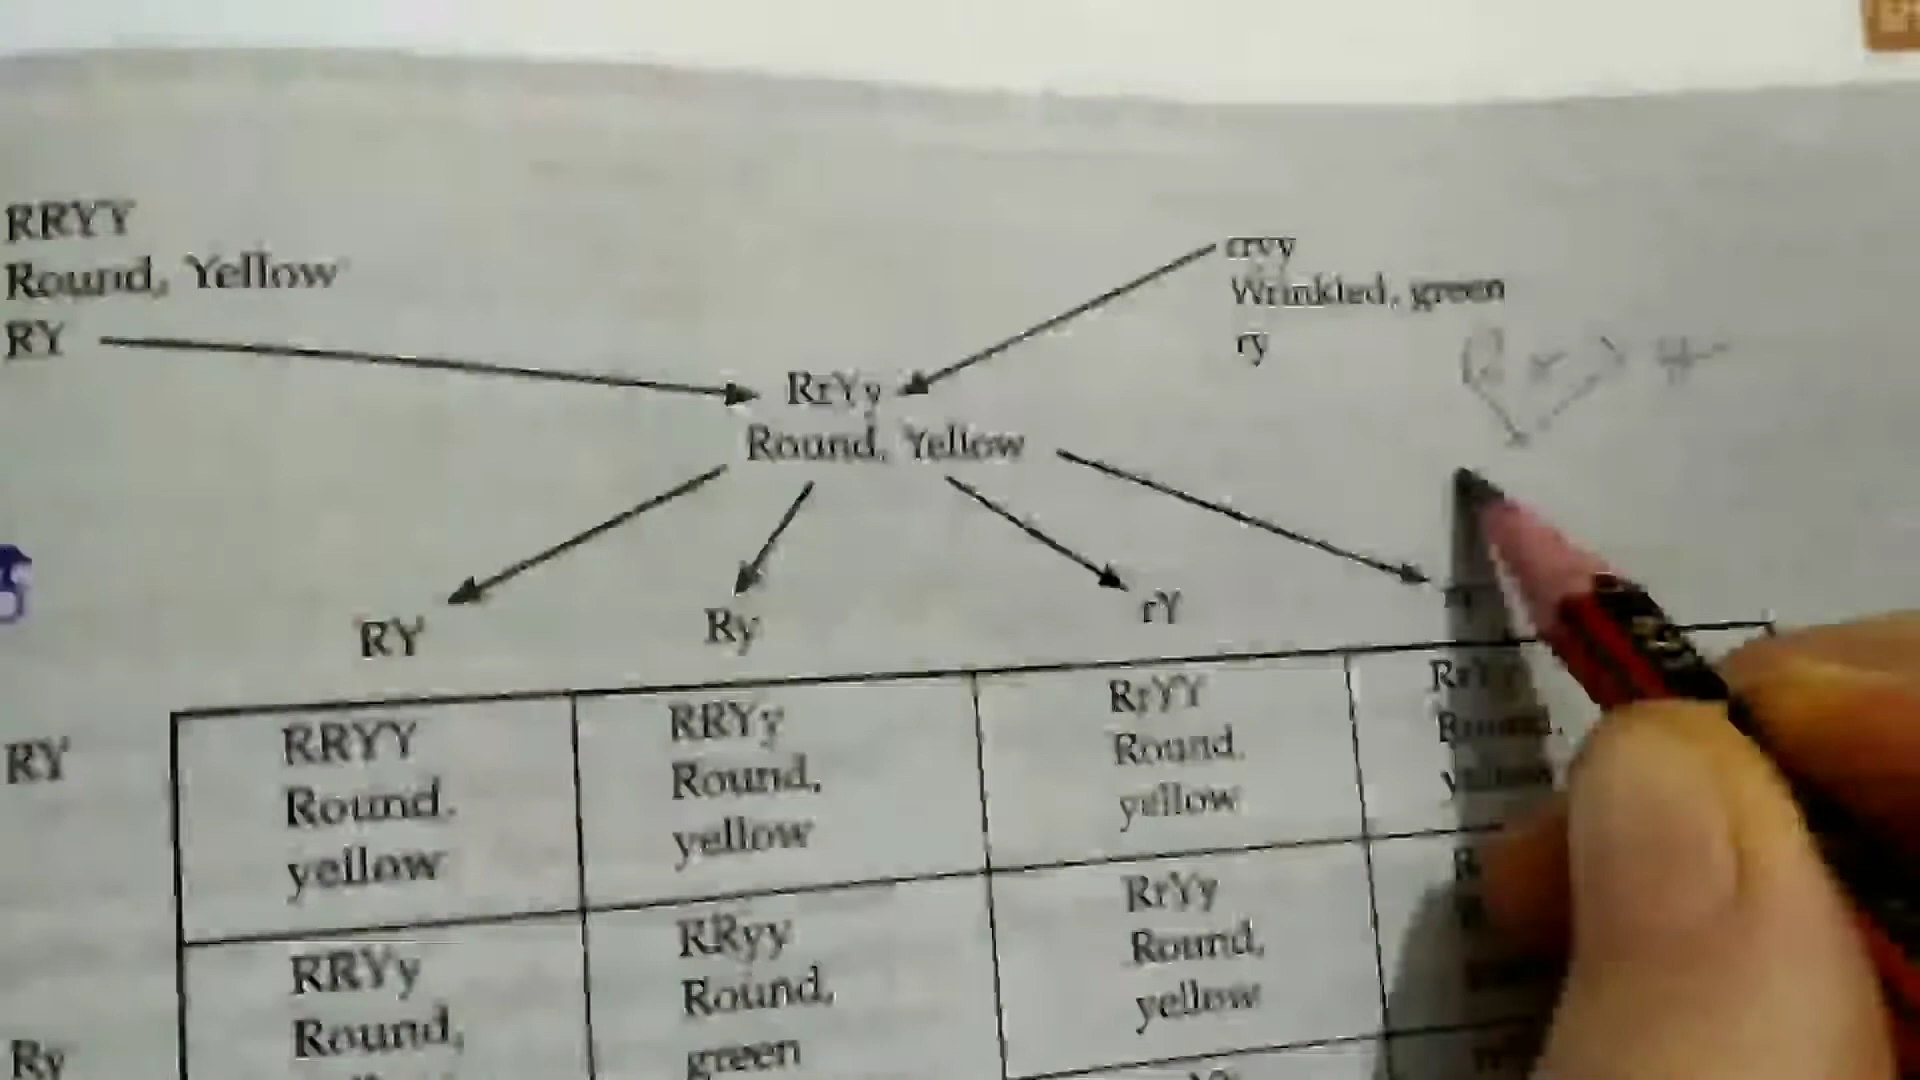 RRYY
Round, Yellow
RY
rryy
Wrinkled, green
ry
RrYy
Round, Yellow
RY
Ry
rY
RY
RRYY
Round,
yellow
RRYy
Round,
yellow
RrYY
Round,
yellow
Round,
Ry
RRYy
Round,
RRyy
Round,
green
RrYy
Round,
yellow